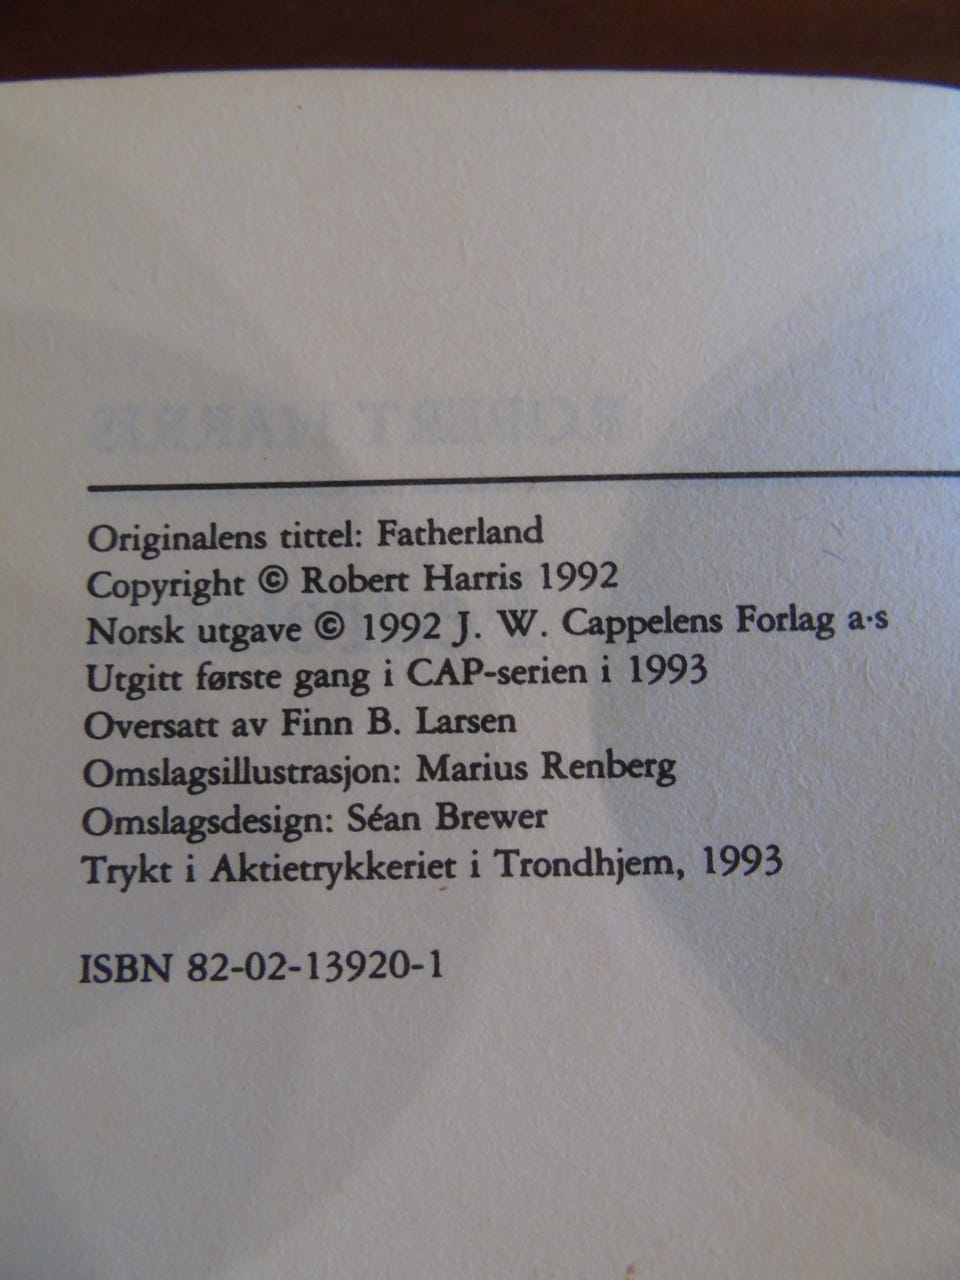 Originalens tittel: Fatherland
Copyright © Robert Harris 1992
Norsk utgave © 1992 J. W. Cappelens Forlag a·s
Utgitt første gang i CAP-serien i 1993
Oversatt av Finn B. Larsen
Omslagsillustrasjon: Marius Renberg
Omslagsdesign: Séan Brewer
Trykt i Aktietrykkeriet i Trondhjem, 1993
ISBN 82-02-13920-1